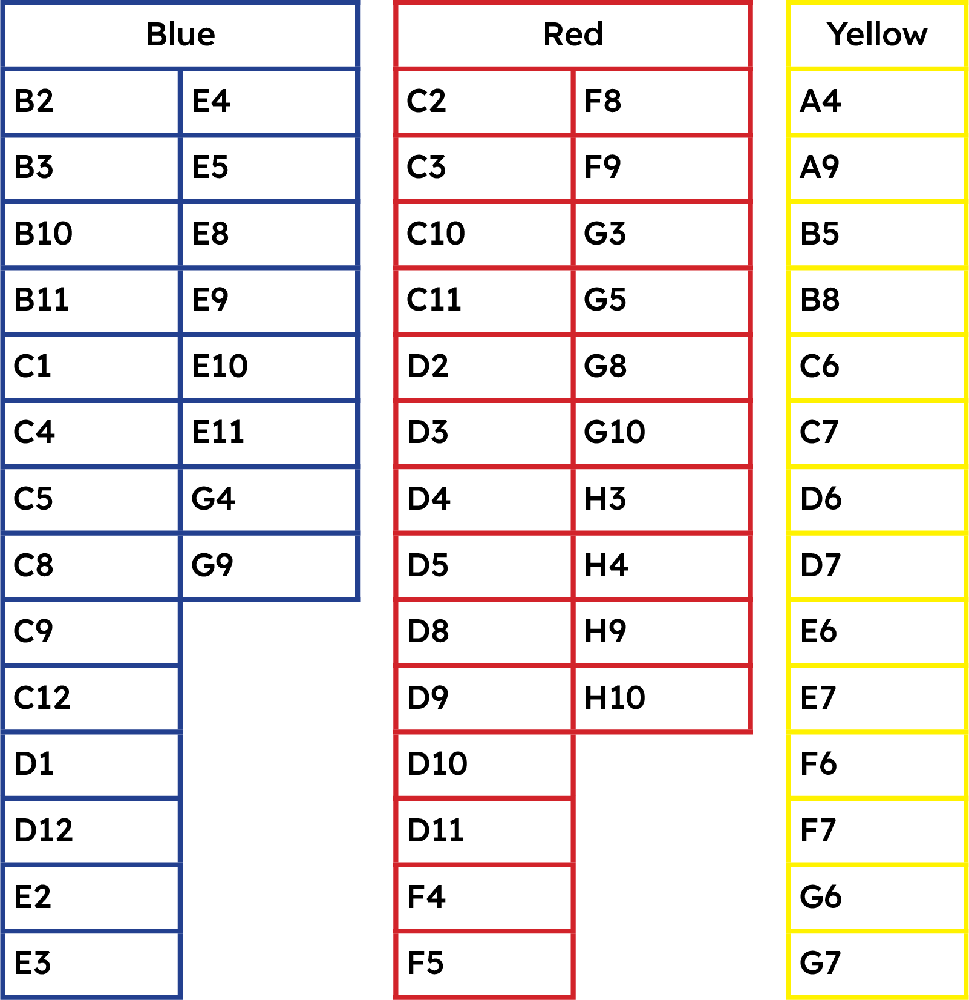 Blue
B2 E4
B3 E5
B10 E8
B11 E9
C1 E10
C4 E11
C5 G4
C8 G9
C9
C12
D1
D12
E2
E3
Red
C2 F8
C3 F9
C10 G3
C11 G5
D2 G8
D3 G10
D4 H3
D5 H4
D8 H9
D9 H10
D10
D11
F4
F5
Yellow
A4
A9
B5
B8
C6
C7
D6
D7
E6
E7
F6
F7
G6
G7